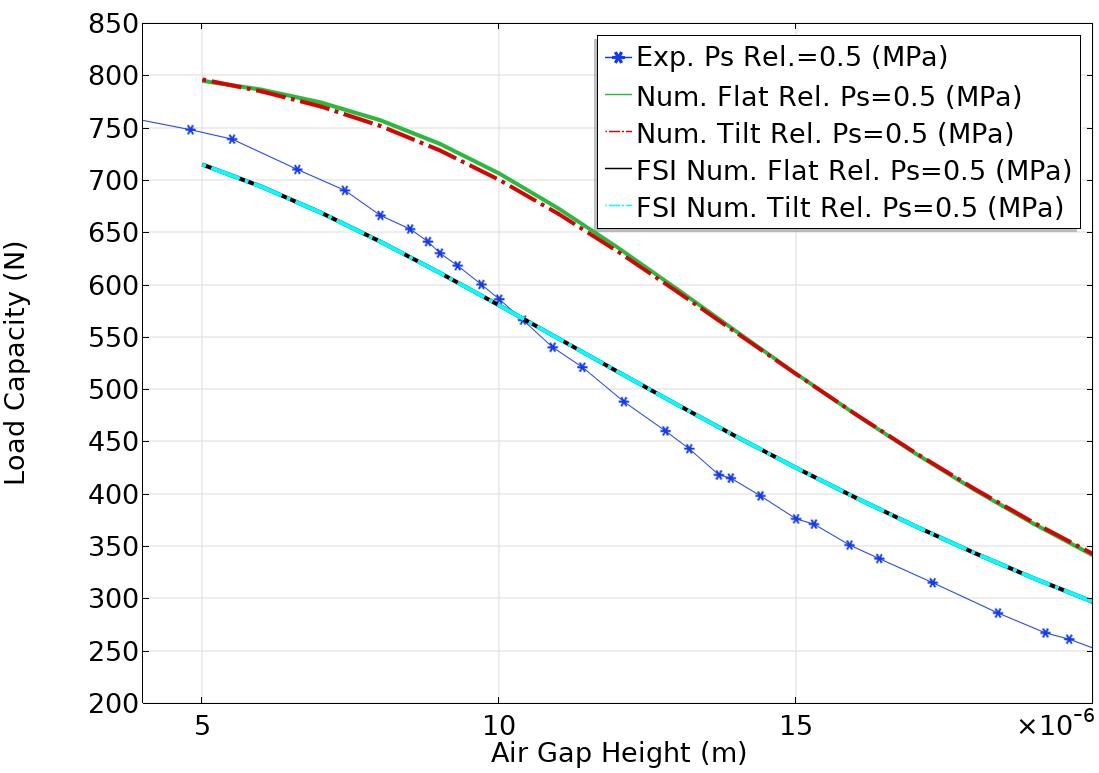 850
800
750
700
650
600
550
500
450
400
350
300
250
200
Load Capacity (N)
Exp. Ps Rel.=0.5 (MPa)
Num. Flat Rel. Ps=0.5 (MPa)
Num. Tilt Rel. Ps=0.5 (MPa)
FSI Num. Flat Rel. Ps=0.5 (MPa)
FSI Num. Tilt Rel. Ps=0.5 (MPa)
5 10 15 ×10⁻⁶
Air Gap Height (m)